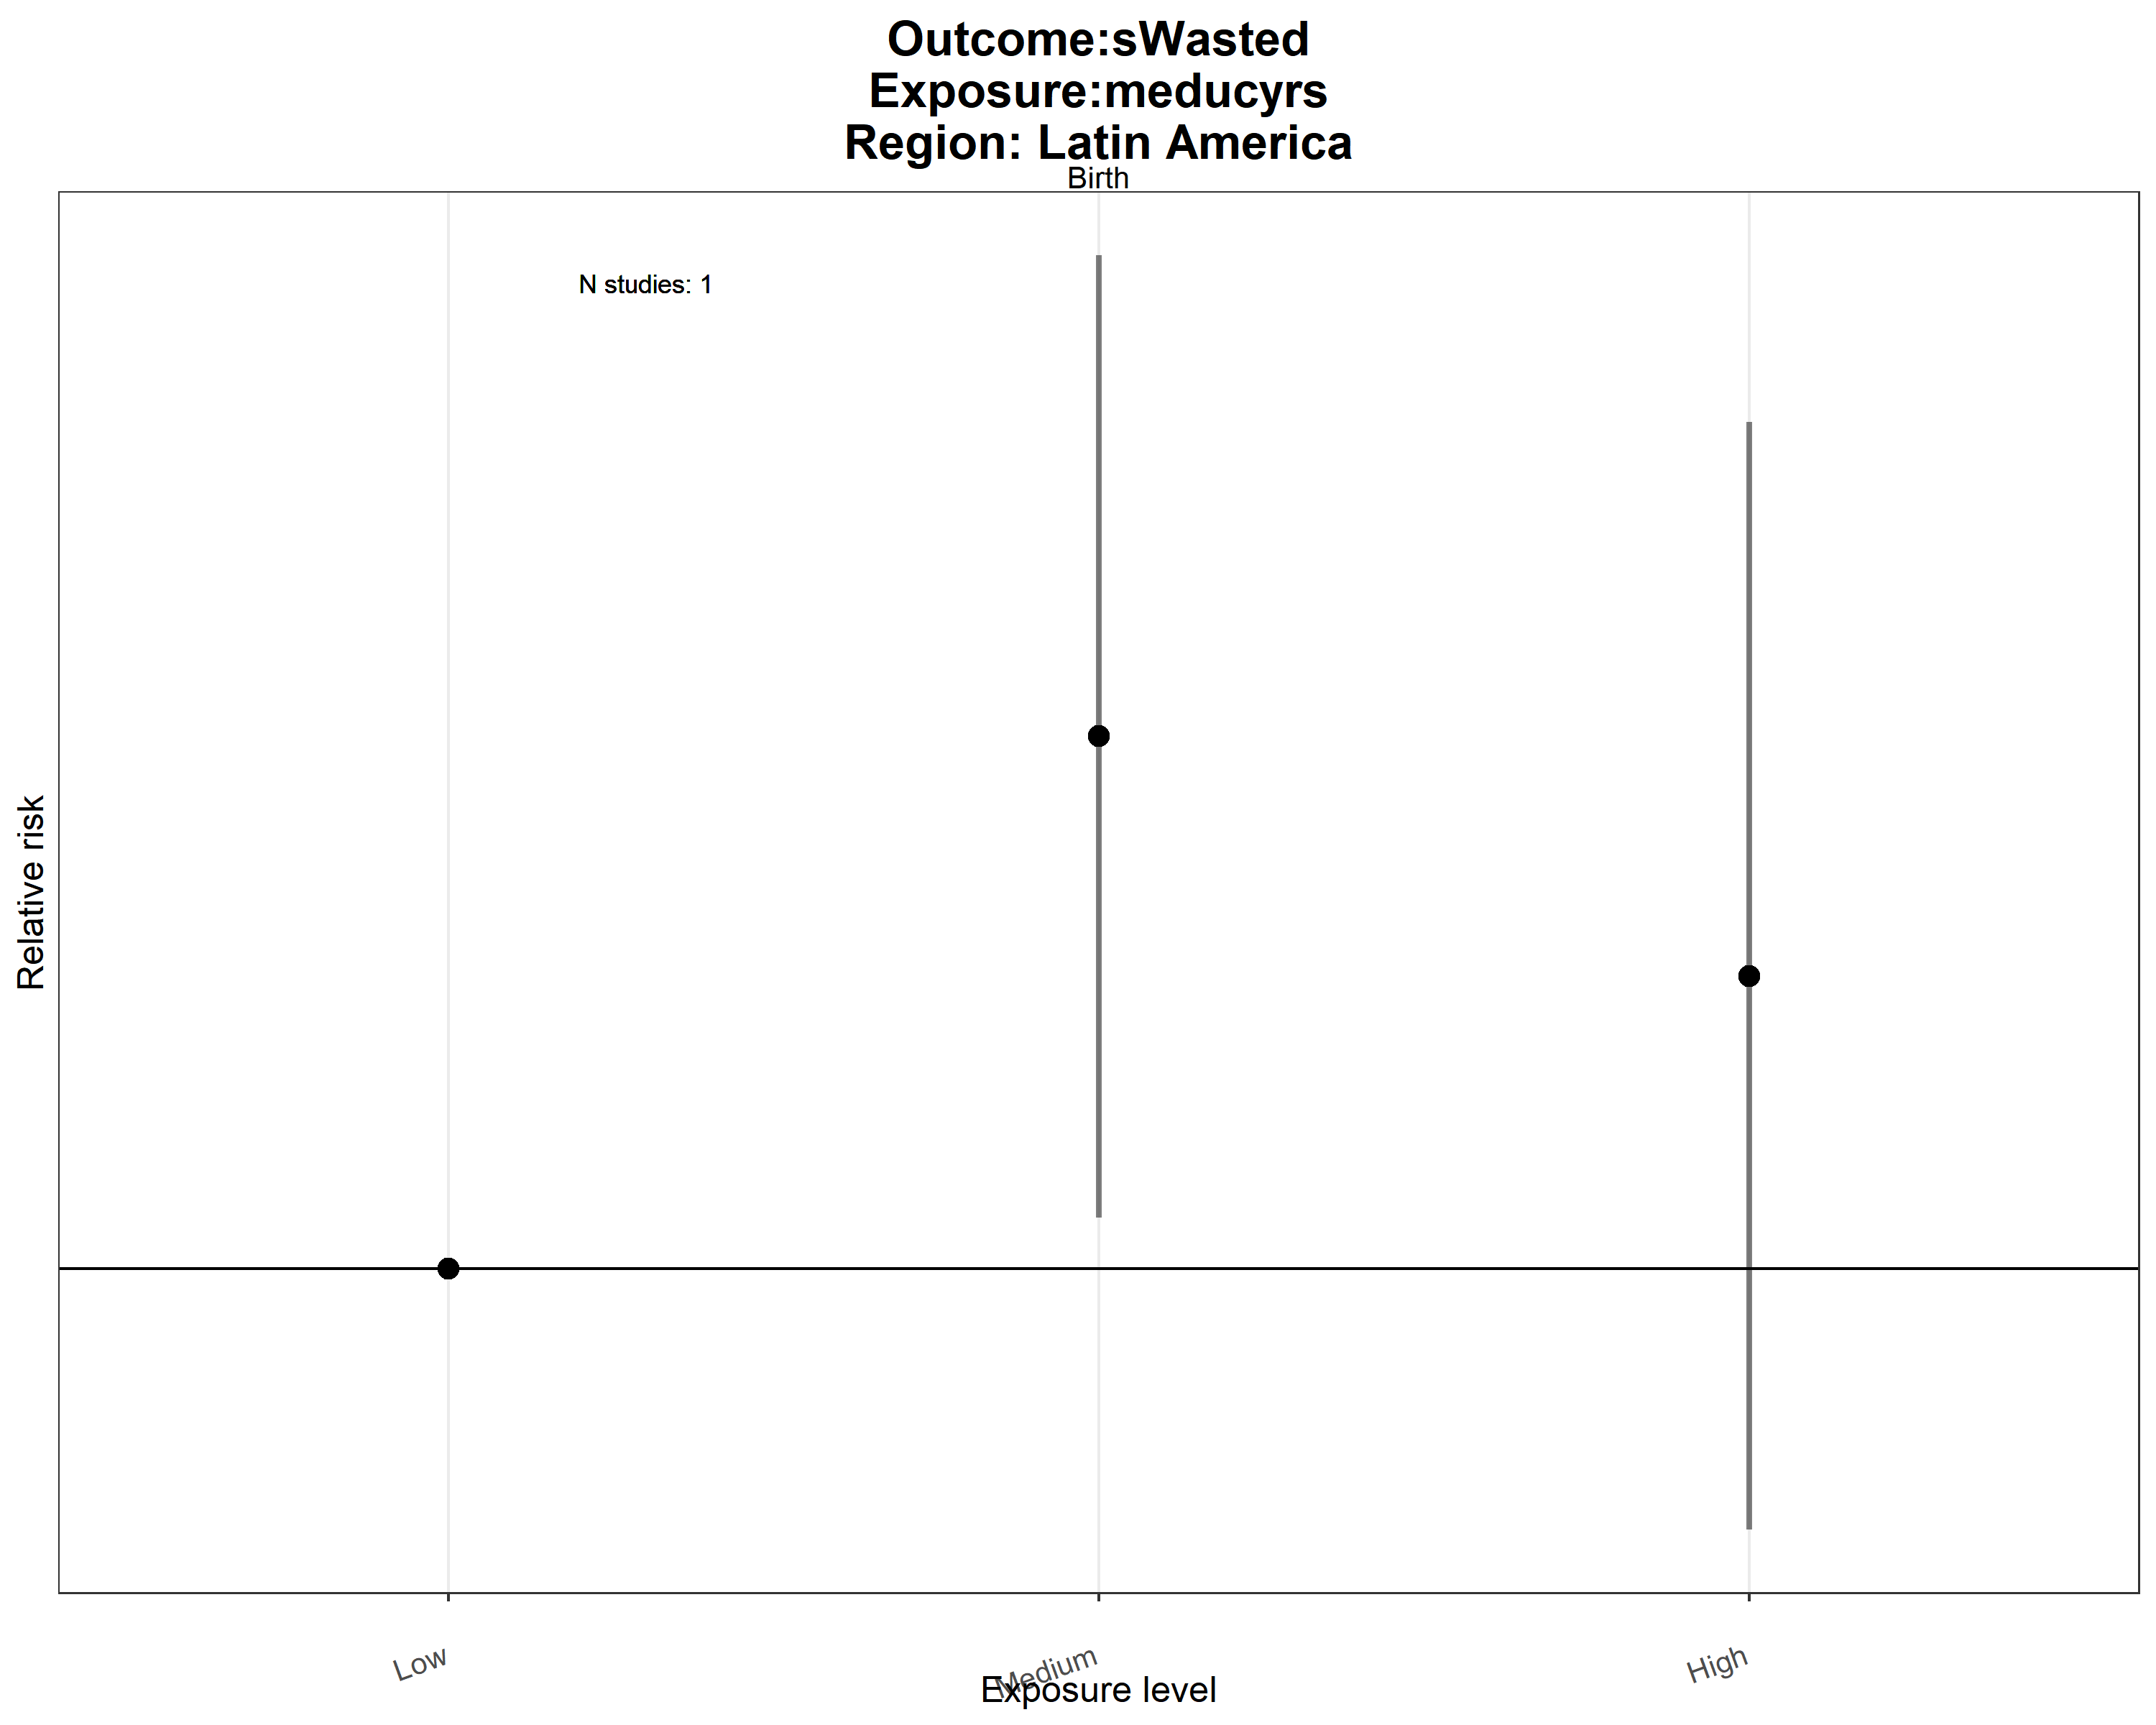 Outcome:sWasted
Exposure:meducyrs
Region: Latin America
Birth
N studies: 1
Relative risk
Low
Medium
High
Exposure level